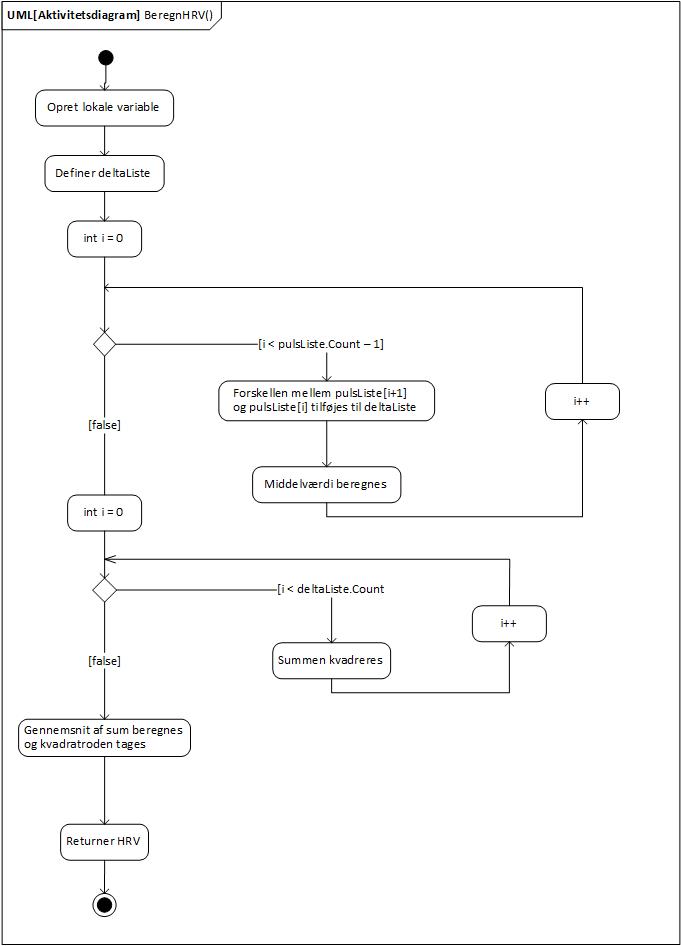 UML[Aktivitetsdiagram] BeregnHRV()
Opret lokale variable
Definer deltaListe
int i = 0
[i < pulsListe.Count – 1]
Forskellen mellem pulsListe[i+1]
og pulsListe[i] tilføjes til deltaListe
i++
[false]
Middelværdi beregnes
int i = 0
[i < deltaListe.Count
i++
Summen kvadreres
[false]
Gennemsnit af sum beregnes
og kvadratroden tages
Returner HRV